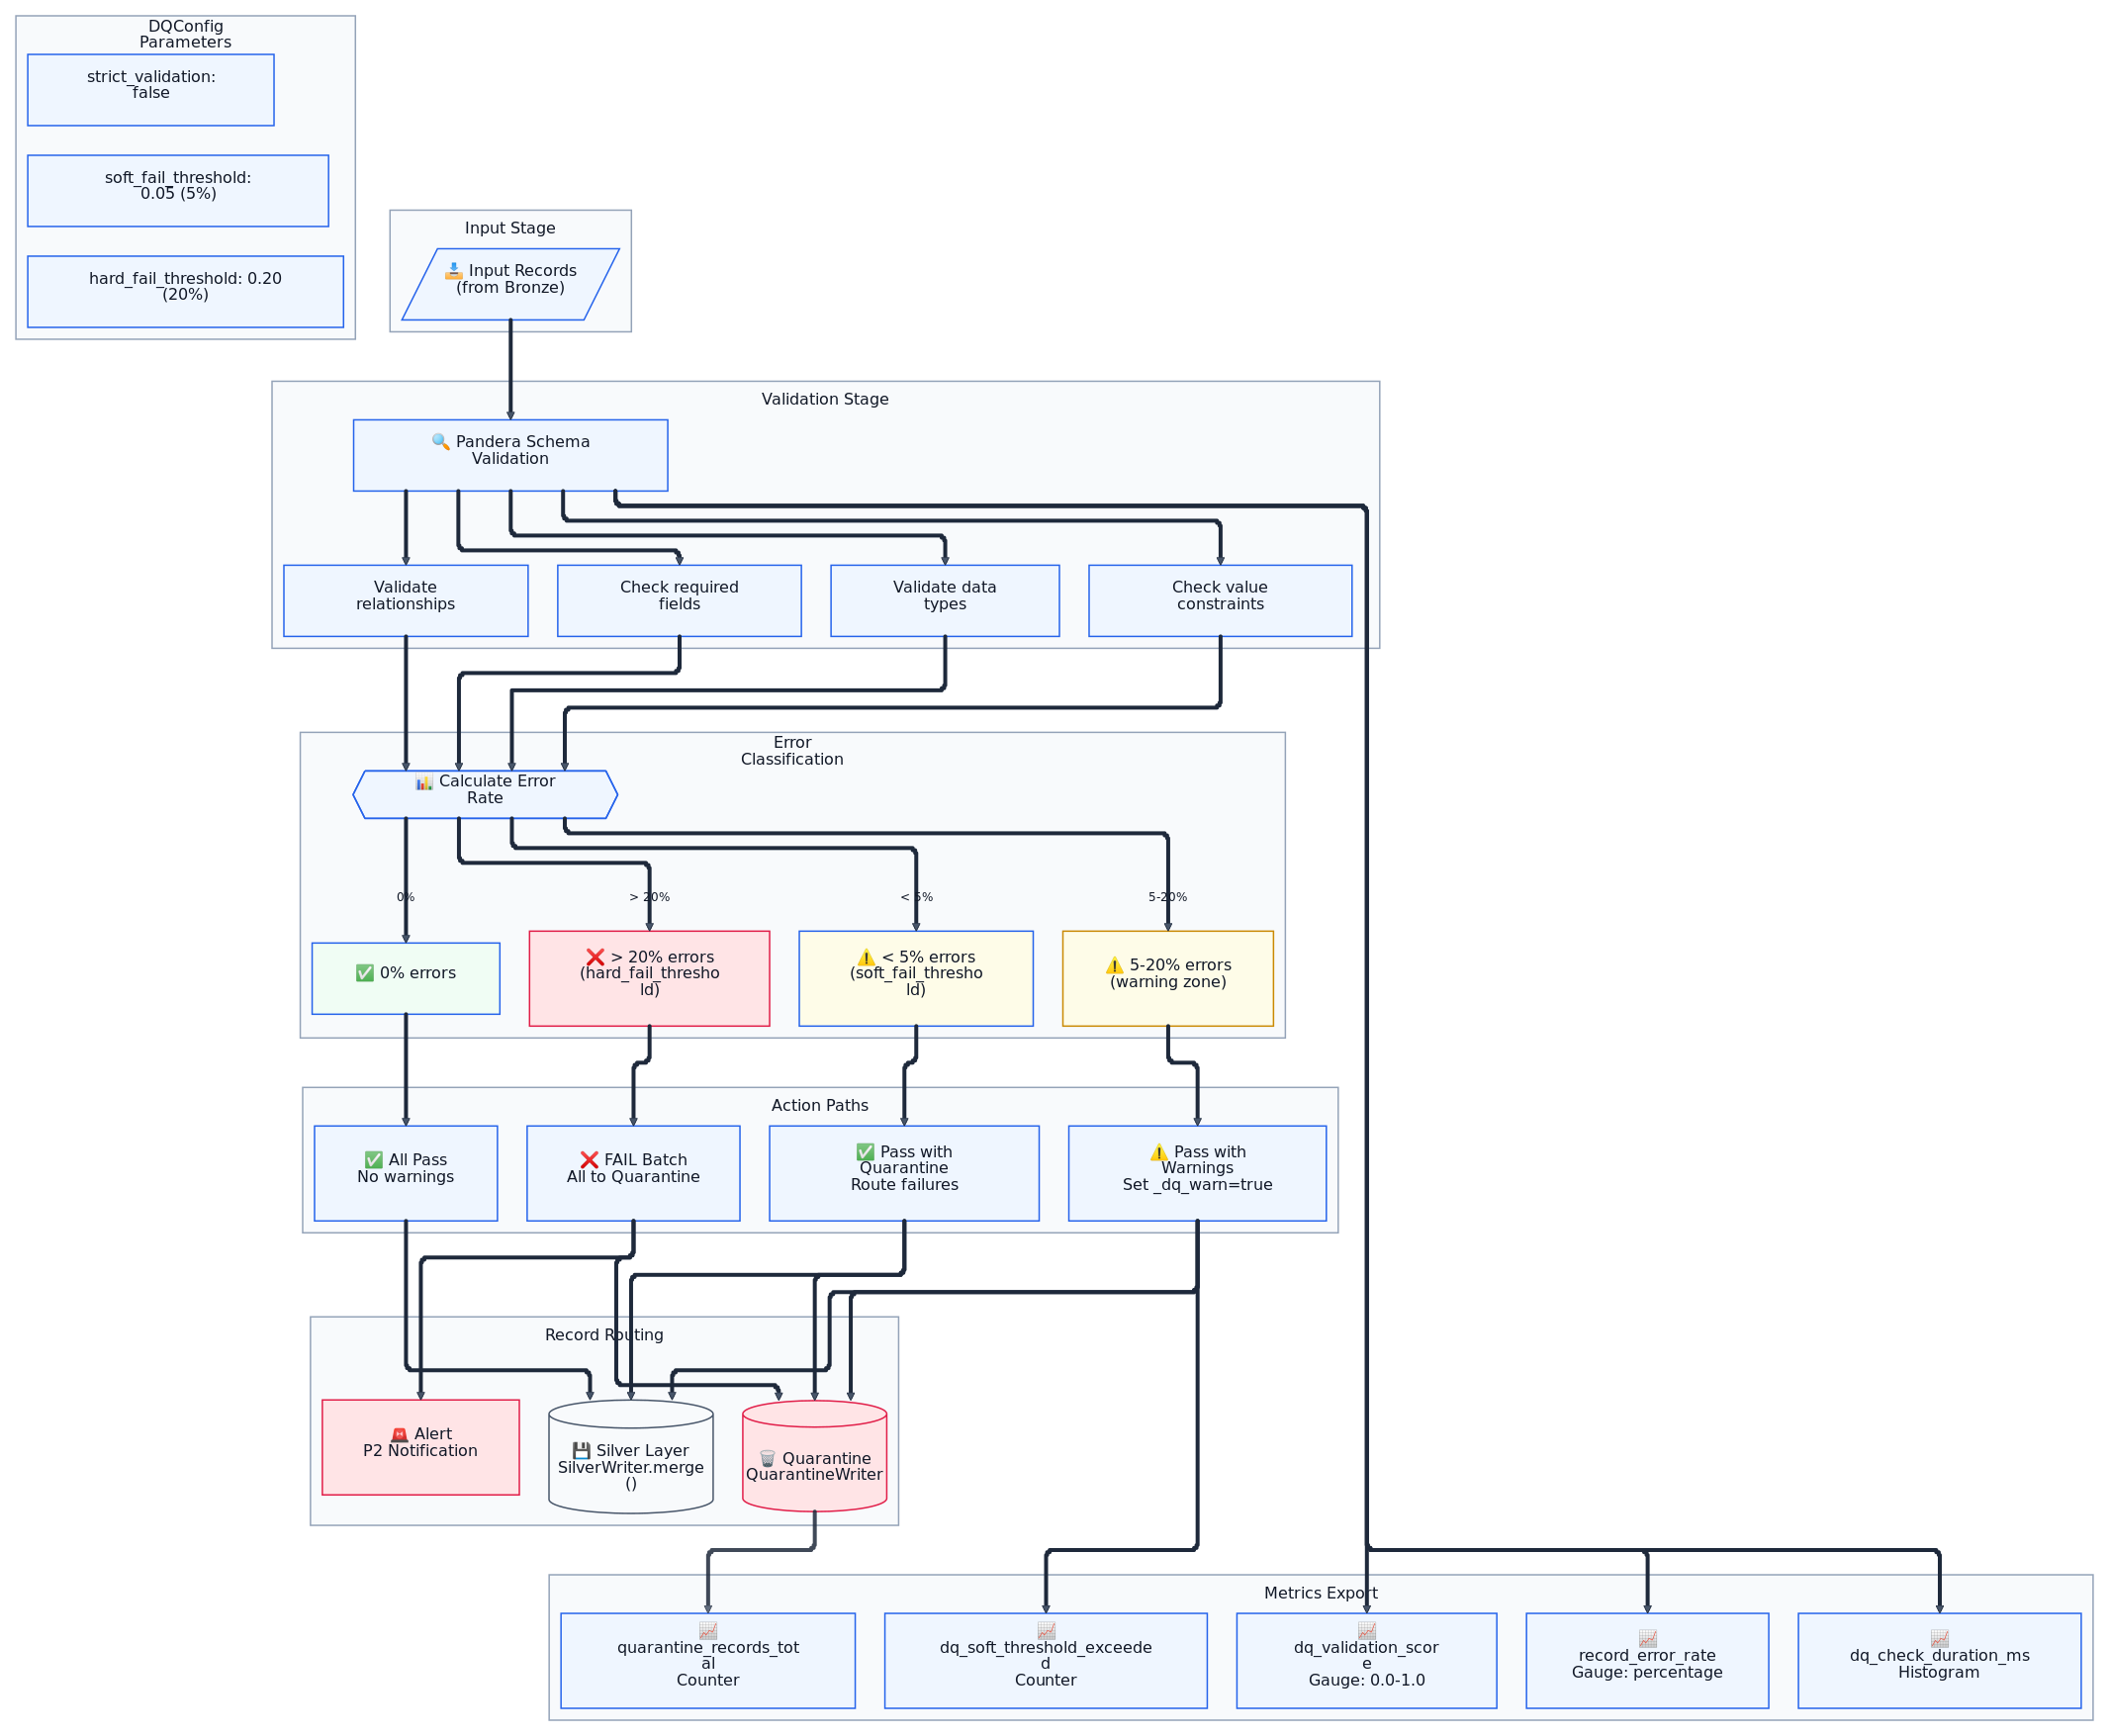 DQConfig
Parameters
strict_validation:
false
soft_fail_threshold:
0.05 (5%)
hard_fail_threshold: 0.20
(20%)
Input Stage
📥 Input Records
(from Bronze)
Validation Stage
🔍 Pandera Schema
Validation
Validate
relationships
Check required
fields
Validate data
types
Check value
constraints
Error
Classification
📊 Calculate Error
Rate
0%
> 20%
< 5%
5-20%
✅ 0% errors
❌ > 20% errors
(hard_fail_thresho
ld)
⚠️ < 5% errors
(soft_fail_thresho
ld)
⚠️ 5-20% errors
(warning zone)
Action Paths
✅ All Pass
No warnings
❌ FAIL Batch
All to Quarantine
✅ Pass with
Quarantine
Route failures
⚠️ Pass with
Warnings
Set _dq_warn=true
Record Routing
🚨 Alert
P2 Notification
💾 Silver Layer
SilverWriter.merge
()
🗑️ Quarantine
QuarantineWriter
Metrics Export
📈
quarantine_records_tot
al
Counter
📈
dq_soft_threshold_exceede
d
Counter
📈
dq_validation_scor
e
Gauge: 0.0-1.0
📈
record_error_rate
Gauge: percentage
📈
dq_check_duration_ms
Histogram